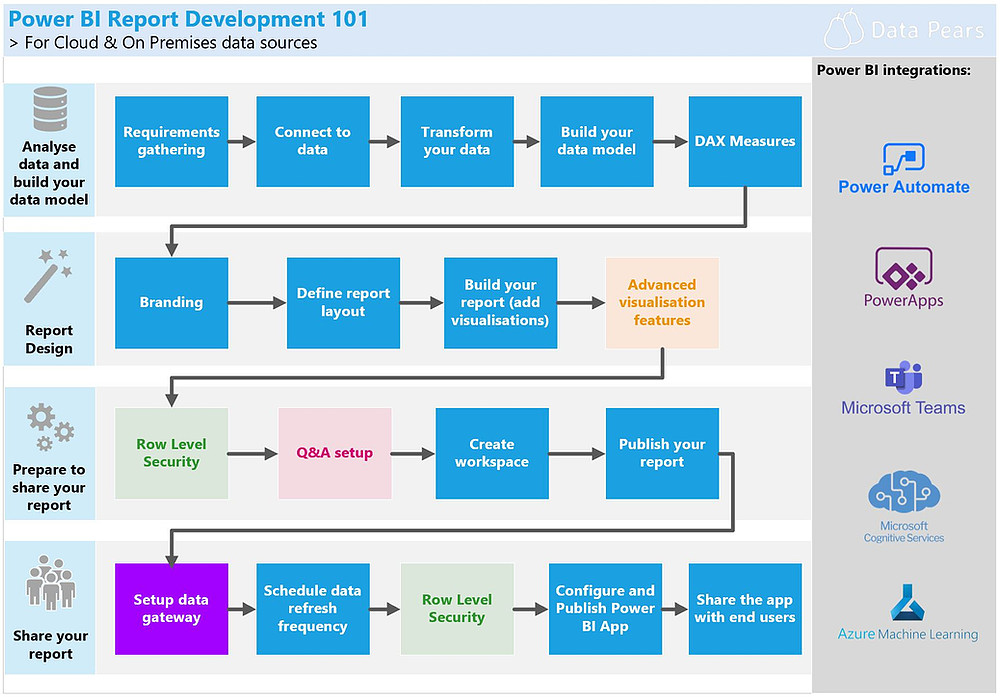 Power BI Report Development 101
> For Cloud & On Premises data sources
Data Pears
Power BI integrations:
Analyse
data and
build your
data model
Requirements
gathering
Connect to
data
Transform
your data
Build your
data model
DAX Measures
Report
Design
Branding
Define report
layout
Build your
report (add
visualisations)
Advanced
visualisation
features
Prepare to
share your
report
Row Level
Security
Q&A setup
Create
workspace
Publish your
report
Share your
report
Setup data
gateway
Schedule data
refresh
frequency
Row Level
Security
Configure and
Publish Power
BI App
Share the app
with end users
Power Automate
PowerApps
T
Microsoft Teams
Microsoft
Cognitive Services
Azure Machine Learning